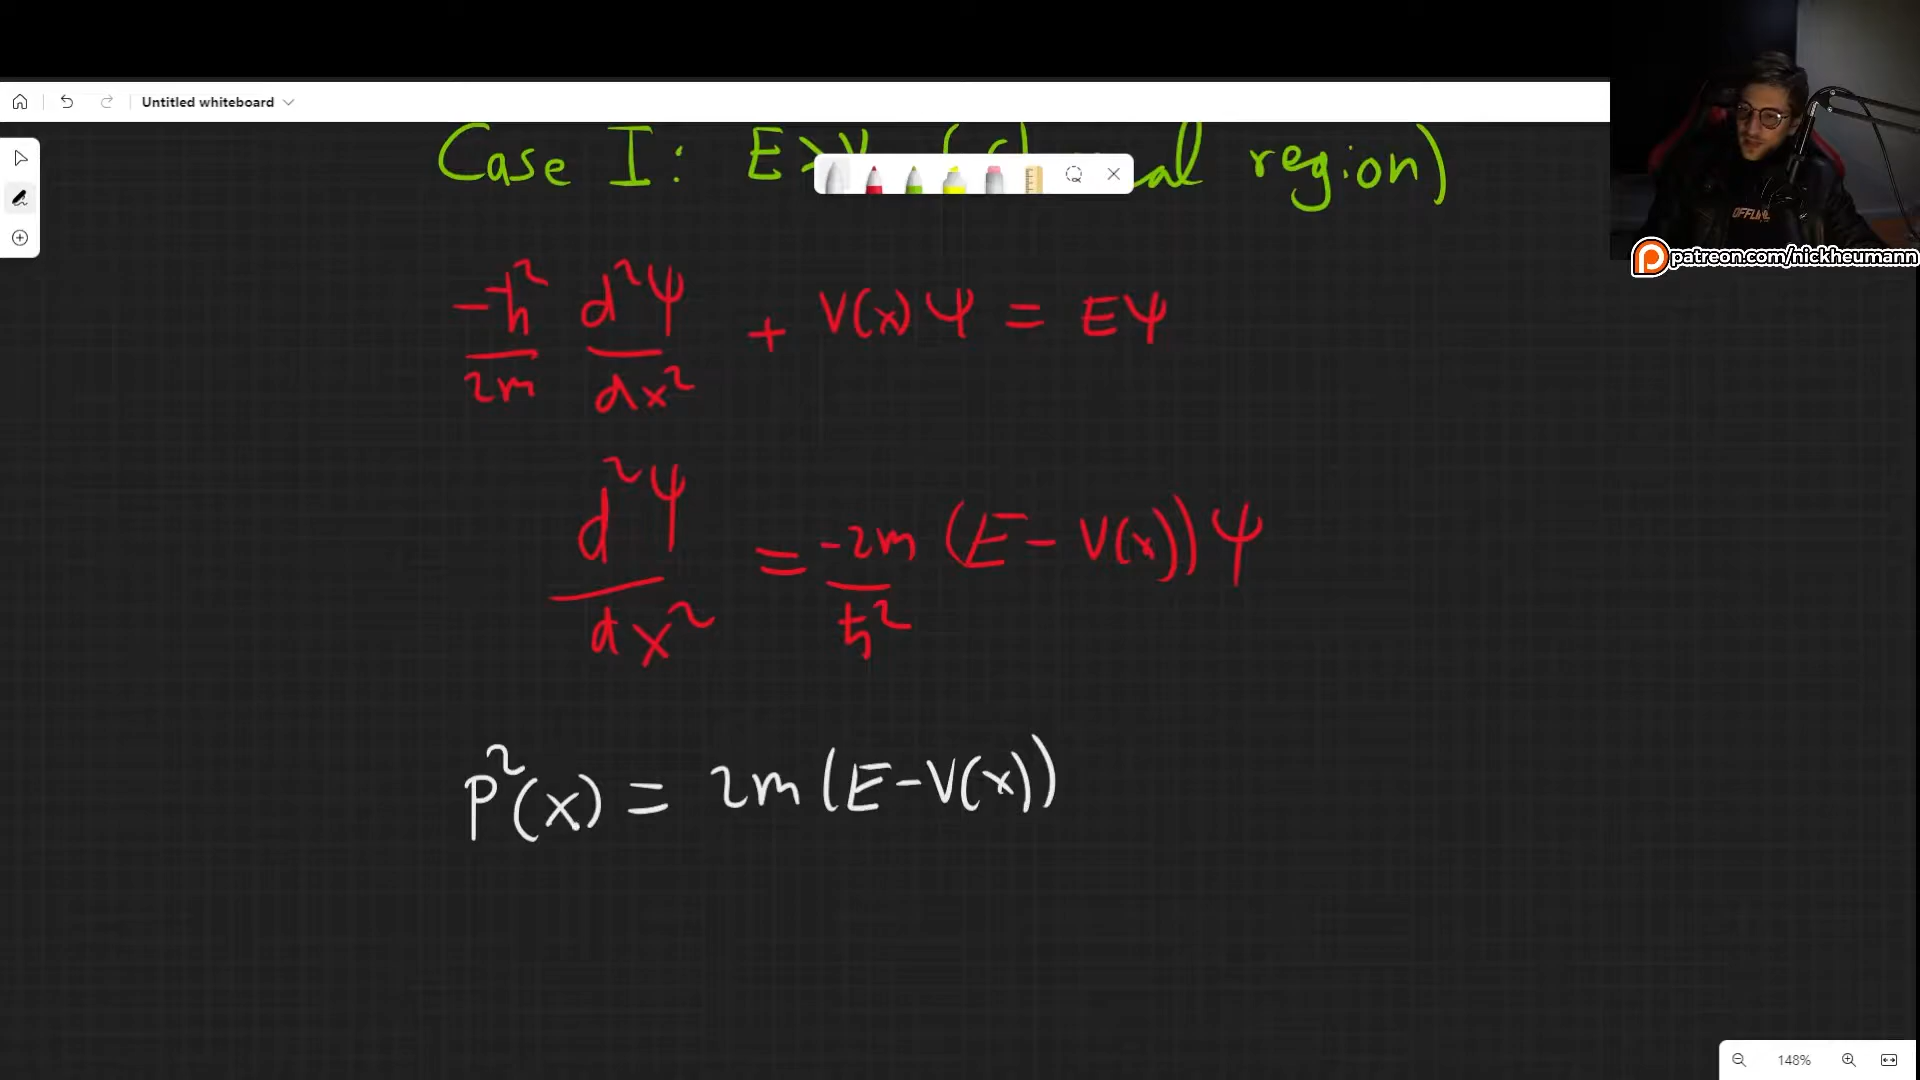 Untitled whiteboard
Case I: E>V region)
-ħ²/2m d²ψ/dx² + V(x)ψ = Eψ
d²ψ/dx² = -2m/ħ² (E - V(x))ψ
P²(x) = 2m(E-V(x))
patreon.com/nickheumann
148%